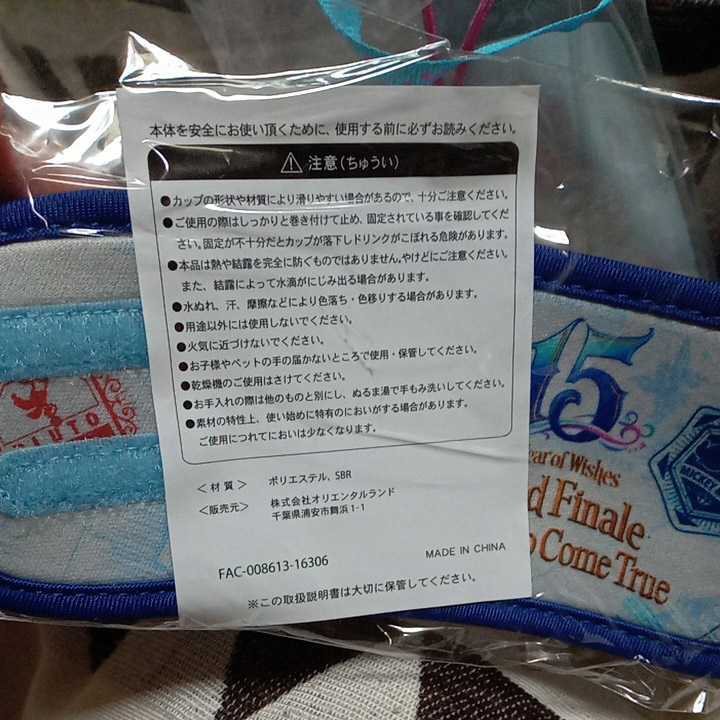 本体を安全にお使い頂くために、使用する前に必ずお読みください。
⚠ 注意(ちゅうい)
●カップの形状や材質により滑りやすい場合があるので、十分ご注意ください。
●ご使用の際はしっかりと巻き付けて止め、固定されている事を確認してくだ
さい。固定が不十分だとカップが落下しドリンクがこぼれる危険があります。
●本品は熱や結露を完全に防ぐものではありません。やけどにご注意ください。
また、結露によって水滴がにじみ出る場合があります。
●水ぬれ、汗、摩擦などにより色落ち・色移りする場合があります。
●用途以外には使用しないでください。
●火気に近づけないでください。
●お子様やペットの手の届かないところで使用・保管してください。
●乾燥機のご使用はさけてください。
●お手入れの際は他のものと別にし、ぬるま湯で手もみ洗いしてください。
●素材の特性上、使い始めに特有のにおいがする場合があります。
ご使用につれてにおいは少なくなります。
<材質> ポリエステル、SBR
<販売元> 株式会社オリエンタルランド
千葉県浦安市舞浜1-1
FAC-008613-16306 MADE IN CHINA
※この取扱説明書は大切に保管してください。
LUTO
15
ear of Wishes
d Finale
Come True
MICKEY